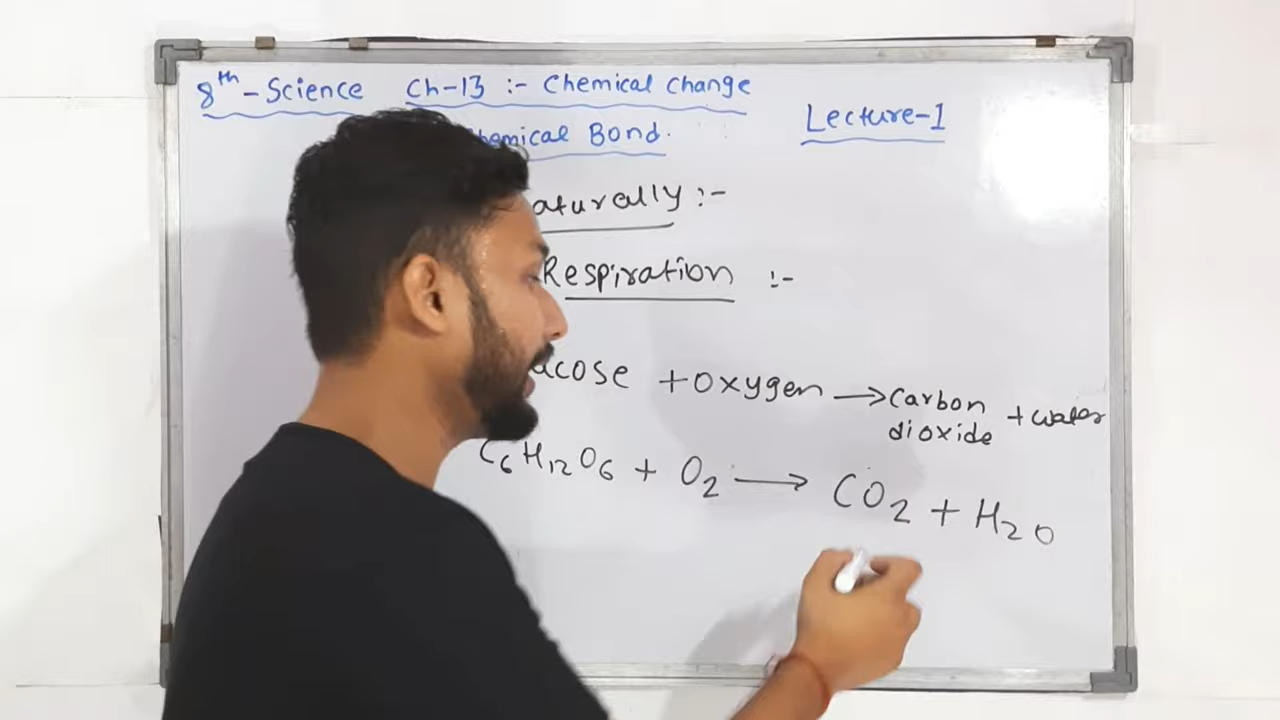 8th - Science Ch-13 :- Chemical Change
Chemical Bond.
Lecture-1
aturally :-
Respiration :-
ucose + Oxygen → Carbon dioxide + water
C6H12O6 + O2 → CO2 + H2O